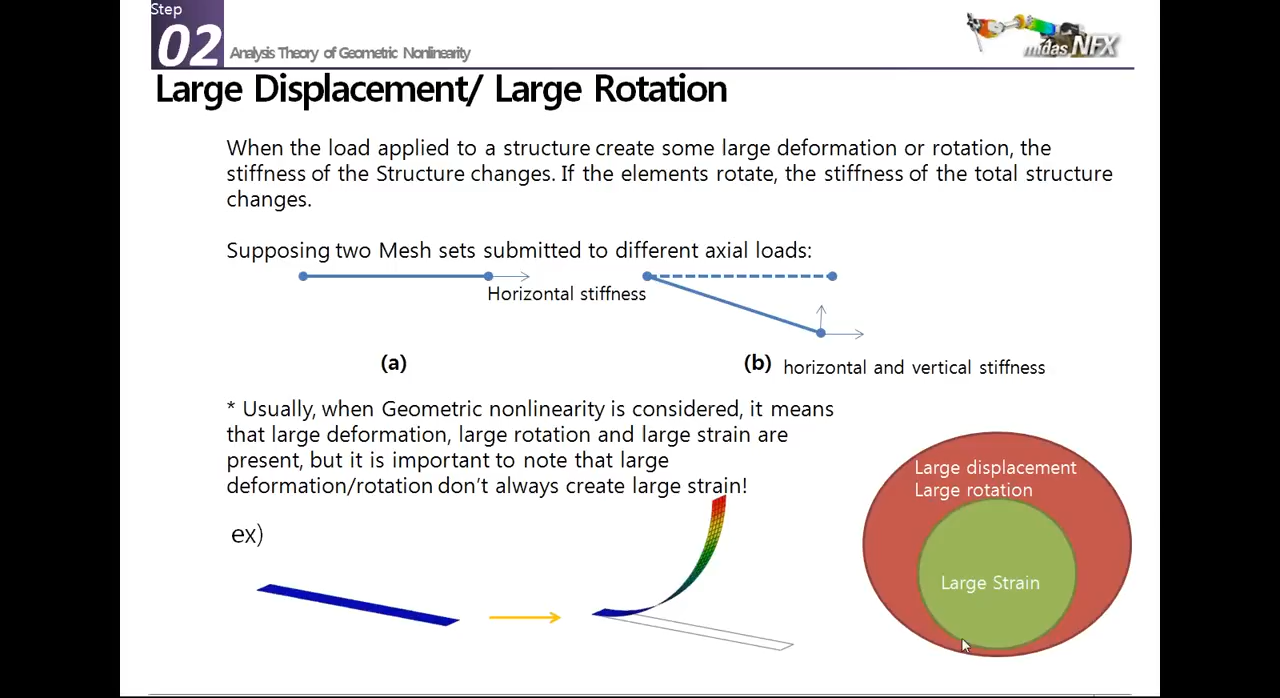 Step
02
Analysis Theory of Geometric Nonlinearity
midas NFX
Large Displacement/ Large Rotation
When the load applied to a structure create some large deformation or rotation, the
stiffness of the Structure changes. If the elements rotate, the stiffness of the total structure
changes.
Supposing two Mesh sets submitted to different axial loads:
Horizontal stiffness
(a)
(b) horizontal and vertical stiffness
* Usually, when Geometric nonlinearity is considered, it means
that large deformation, large rotation and large strain are
present, but it is important to note that large
deformation/rotation don’t always create large strain!
ex)
Large displacement
Large rotation
Large Strain